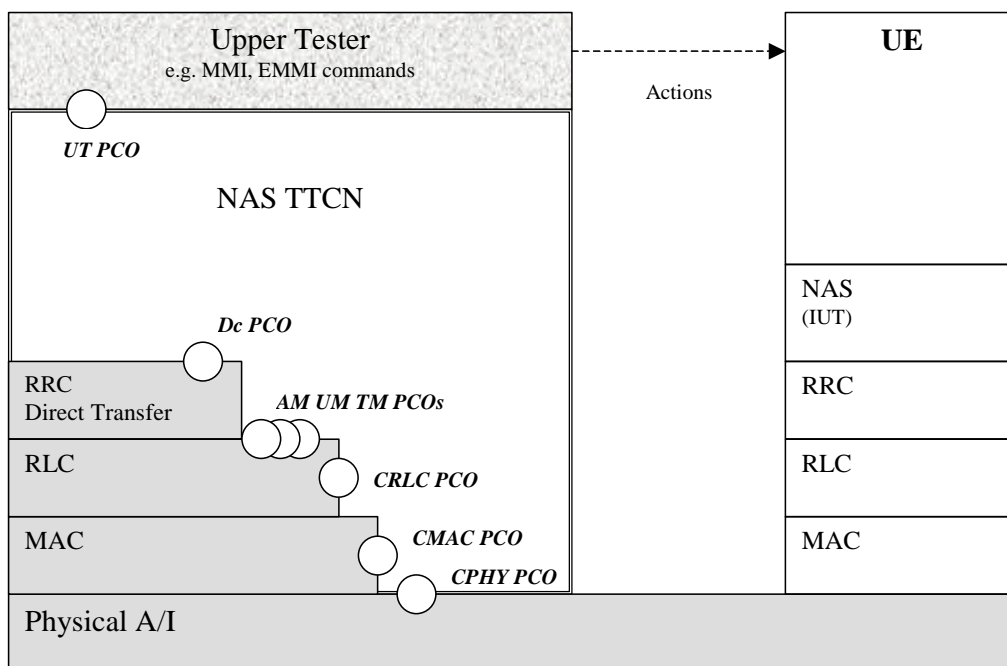 Upper Tester
e.g. MMI, EMMI commands
UE
Actions
UT PCO
NAS TTCN
NAS
(IUT)
Dc PCO
RRC
Direct Transfer
AM UM TM PCOs
RRC
RLC
CRLC PCO
RLC
MAC
CMAC PCO
MAC
CPHY PCO
Physical A/I